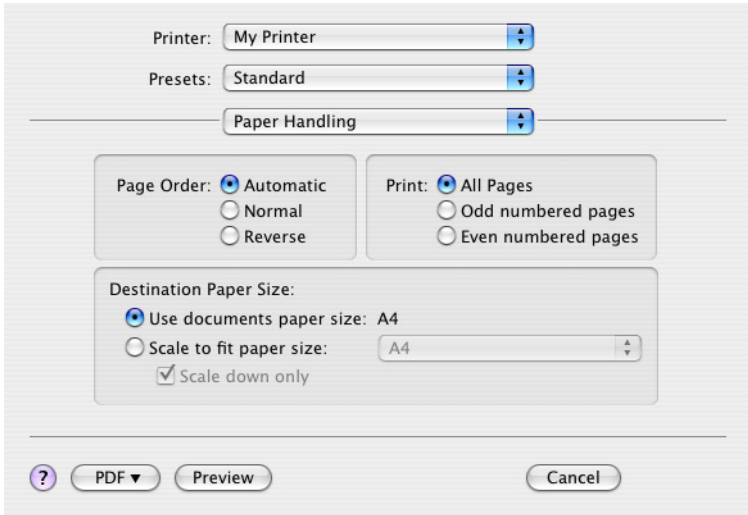 Printer: My Printer
Presets: Standard
Paper Handling
Page Order: Automatic
Normal
Reverse
Print: All Pages
Odd numbered pages
Even numbered pages
Destination Paper Size:
Use documents paper size: A4
Scale to fit paper size: A4
Scale down only
? PDF ▼ Preview Cancel